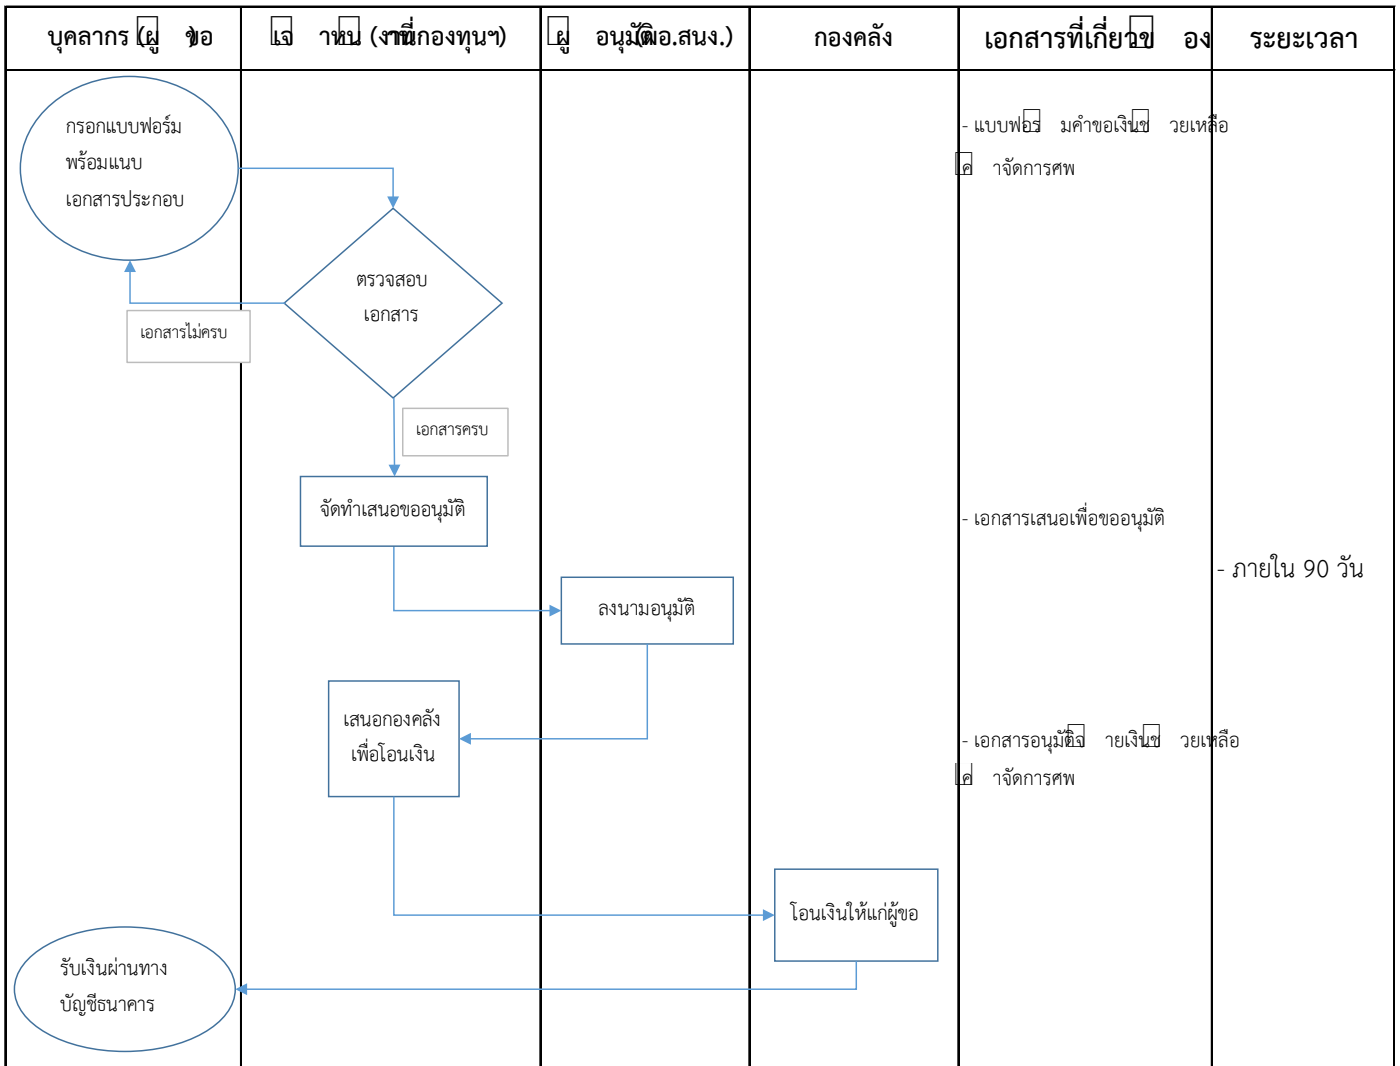 บุคลากร (ผู้ขอ)
เจ้าหน้าที่ (งานกองทุนฯ)
ผู้อนุมัติ (ผอ.สนง.)
กองคลัง
เอกสารที่เกี่ยวข้อง
ระยะเวลา
กรอกแบบฟอร์ม
พร้อมแนบ
เอกสารประกอบ
- แบบฟอร์มคำขอเงินช่วยเหลือ
ค่าจัดการศพ
ตรวจสอบ
เอกสาร
เอกสารไม่ครบ
เอกสารครบ
จัดทำเสนอขออนุมัติ
- เอกสารเสนอเพื่อขออนุมัติ
- ภายใน 90 วัน
ลงนามอนุมัติ
เสนอกองคลัง
เพื่อโอนเงิน
- เอกสารอนุมัติจ่ายเงินช่วยเหลือ
ค่าจัดการศพ
โอนเงินให้แก่ผู้ขอ
รับเงินผ่านทาง
บัญชีธนาคาร